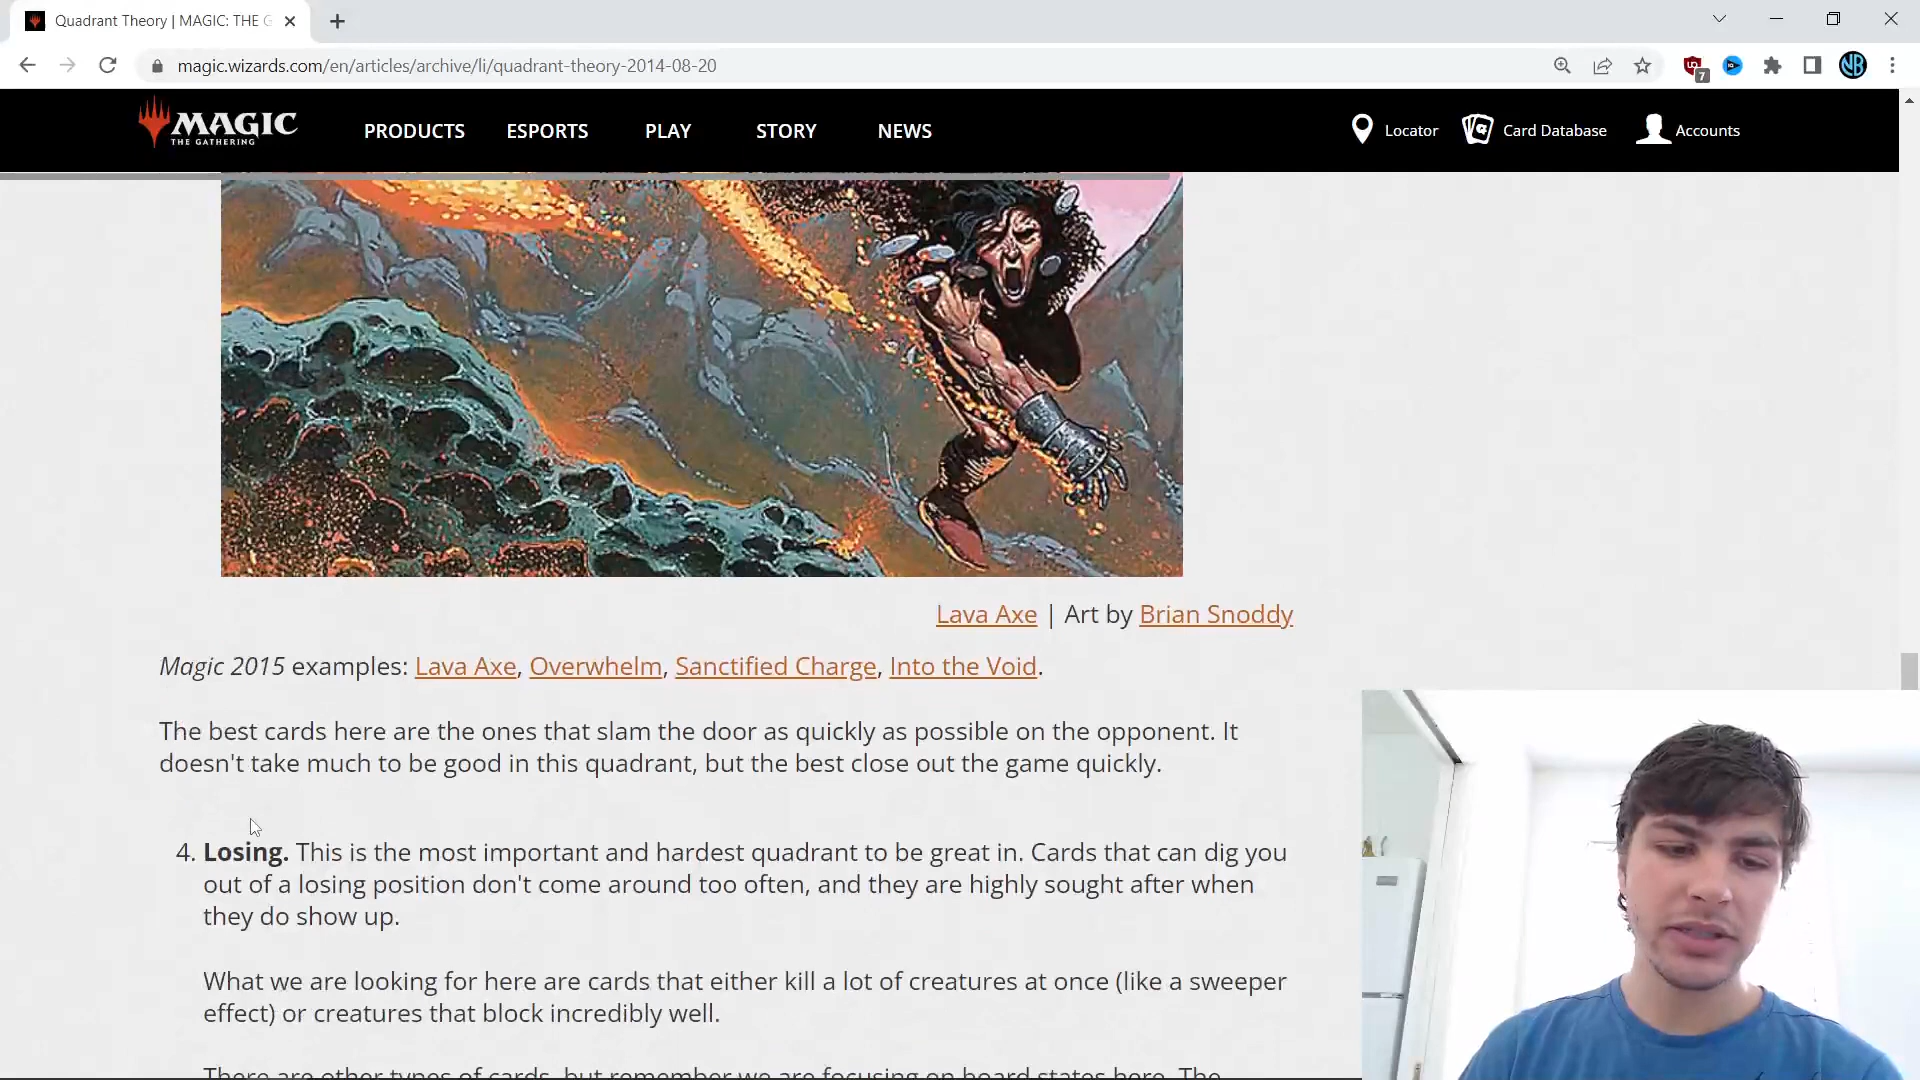 Quadrant Theory | MAGIC: THE G
magic.wizards.com/en/articles/archive/li/quadrant-theory-2014-08-20
7
NB
MAGIC
THE GATHERING
PRODUCTS
ESPORTS
PLAY
STORY
NEWS
Locator
Card Database
Accounts
Lava Axe | Art by Brian Snoddy
Magic 2015 examples: Lava Axe, Overwhelm, Sanctified Charge, Into the Void.
The best cards here are the ones that slam the door as quickly as possible on the opponent. It
doesn't take much to be good in this quadrant, but the best close out the game quickly.
4. Losing. This is the most important and hardest quadrant to be great in. Cards that can dig you
out of a losing position don't come around too often, and they are highly sought after when
they do show up.
What we are looking for here are cards that either kill a lot of creatures at once (like a sweeper
effect) or creatures that block incredibly well.
There are other types of cards, but remember we are focusing on board states here. The